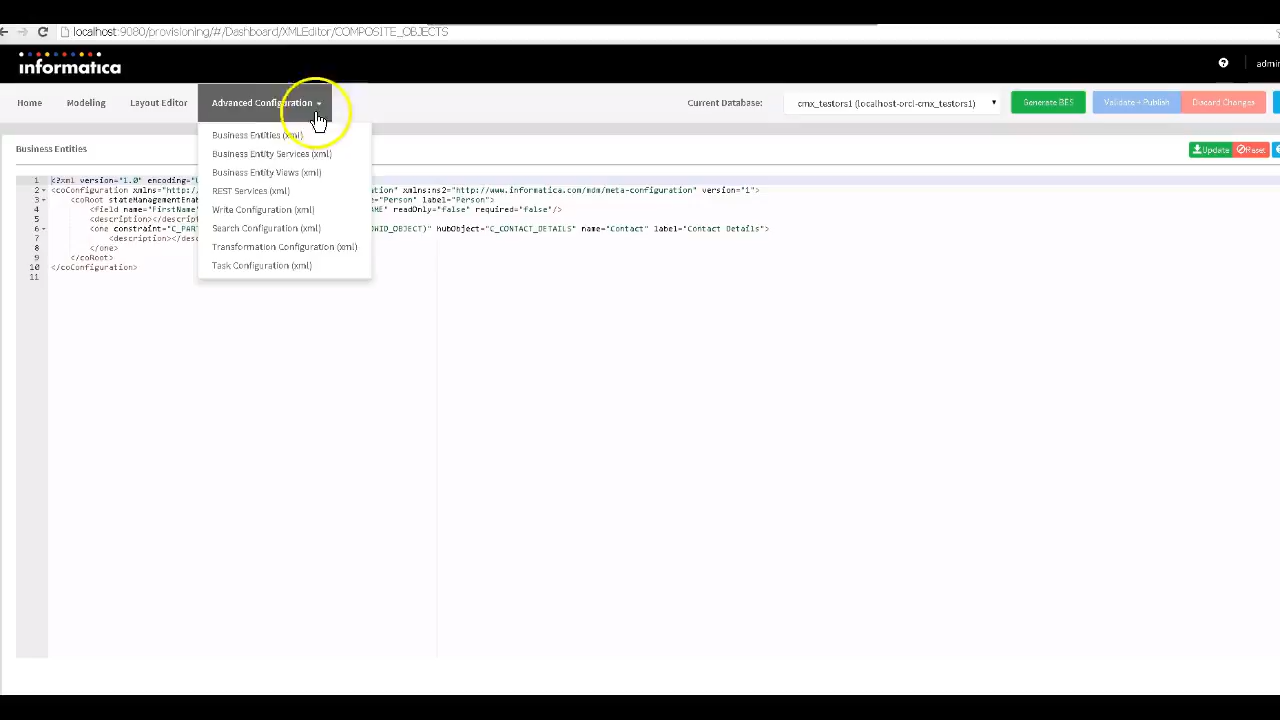 localhost:9080/provisioning/#/Dashboard/XMLEditor/COMPOSITE_OBJECTS
informatica
Home Modeling Layout Editor Advanced Configuration Current Database: cmx_testors1 (localhost-orcl-cmx_testors1) Generate BES Validate + Publish Discard Changes
Business Entities (xml)
Business Entity Services (xml)
Business Entity Views (xml)
REST Services (xml)
Write Configuration (xml)
Search Configuration (xml)
Transformation Configuration (xml)
Task Configuration (xml)
Business Entities Update Reset
1 <?xml version="1.0" encoding=
2 <coConfiguration xmlns="http:/ xmlns:ns2="http://www.informatica.com/mdm/meta-configuration" version="1">
3 <coRoot ="Person" label="Person">
4 <field name="FirstName" readOnly="false" required="false"/>
5 <description>
6 <one constraint= hubObject="C_CONTACT_DETAILS" name="Contact" label="Contact Details">
7 <description>
8 </one>
9 </coRoot>
10 </coConfiguration>
11